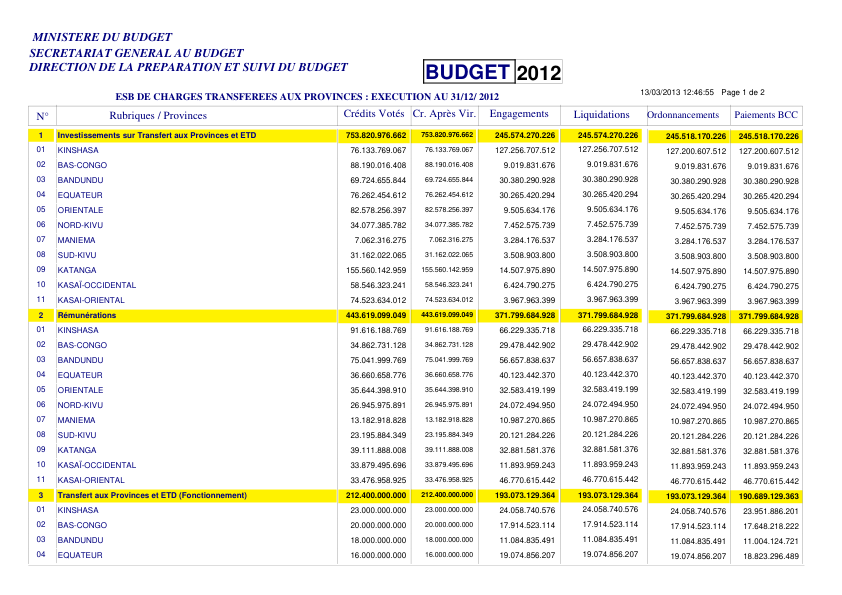 MINISTERE DU BUDGET
SECRETARIAT GENERAL AU BUDGET
DIRECTION DE LA PREPARATION ET SUIVI DU BUDGET
BUDGET 2012
ESB DE CHARGES TRANSFEREES AUX PROVINCES : EXECUTION AU 31/12/ 2012
13/03/2013 12:46:55 Page 1 de 2
N° Rubriques / Provinces Crédits Votés Cr. Après Vir. Engagements Liquidations Ordonnancements Paiements BCC
1 Investissements sur Transfert aux Provinces et ETD 753.820.976.662 753.820.976.662 245.574.270.226 245.574.270.226 245.518.170.226 245.518.170.226
01 KINSHASA 76.133.769.067 76.133.769.067 127.256.707.512 127.256.707.512 127.200.607.512 127.200.607.512
02 BAS-CONGO 88.190.016.408 88.190.016.408 9.019.831.681 9.019.831.681 9.019.831.681 9.019.831.681
03 BANDUNDU 69.724.655.844 69.724.655.844 30.380.290.928 30.380.290.928 30.380.290.928 30.380.290.928
04 EQUATEUR 76.262.454.612 76.262.454.612 30.265.420.294 30.265.420.294 30.265.420.294 30.265.420.294
05 ORIENTALE 82.578.256.397 82.578.256.397 9.505.634.176 9.505.634.176 9.505.634.176 9.505.634.176
06 NORD-KIVU 34.077.385.782 34.077.385.782 7.452.575.739 7.452.575.739 7.452.575.739 7.452.575.739
07 MANIEMA 7.062.316.275 7.062.316.275 3.284.176.537 3.284.176.537 3.284.176.537 3.284.176.537
08 SUD-KIVU 31.162.022.065 31.162.022.065 3.508.903.800 3.508.903.800 3.508.903.800 3.508.903.800
09 KATANGA 155.560.142.959 155.560.142.959 14.507.975.890 14.507.975.890 14.507.975.890 14.507.975.890
10 KASAÏ-OCCIDENTAL 58.546.323.241 58.546.323.241 6.424.790.275 6.424.790.275 6.424.790.275 6.424.790.275
11 KASAI-ORIENTAL 74.523.634.012 74.523.634.012 3.967.963.399 3.967.963.399 3.967.963.399 3.967.963.399
2 Rémunérations 443.619.099.049 443.619.099.049 371.799.684.928 371.799.684.928 371.799.684.928 371.799.684.928
01 KINSHASA 91.616.188.769 91.616.188.769 66.229.335.718 66.229.335.718 66.229.335.718 66.229.335.718
02 BAS-CONGO 34.862.731.128 34.862.731.128 29.478.442.902 29.478.442.902 29.478.442.902 29.478.442.902
03 BANDUNDU 75.041.999.769 75.041.999.769 56.657.838.637 56.657.838.637 56.657.838.637 56.657.838.637
04 EQUATEUR 36.660.658.776 36.660.658.776 40.123.442.370 40.123.442.370 40.123.442.370 40.123.442.370
05 ORIENTALE 35.644.398.910 35.644.398.910 32.583.419.199 32.583.419.199 32.583.419.199 32.583.419.199
06 NORD-KIVU 26.945.975.891 26.945.975.891 24.072.494.950 24.072.494.950 24.072.494.950 24.072.494.950
07 MANIEMA 13.182.918.828 13.182.918.828 10.987.270.865 10.987.270.865 10.987.270.865 10.987.270.865
08 SUD-KIVU 23.195.884.349 23.195.884.349 20.121.284.226 20.121.284.226 20.121.284.226 20.121.284.226
09 KATANGA 39.111.888.008 39.111.888.008 32.881.581.376 32.881.581.376 32.881.581.376 32.881.581.376
10 KASAÏ-OCCIDENTAL 33.879.495.696 33.879.495.696 11.893.959.243 11.893.959.243 11.893.959.243 11.893.959.243
11 KASAI-ORIENTAL 33.476.958.925 33.476.958.925 46.770.615.442 46.770.615.442 46.770.615.442 46.770.615.442
3 Transfert aux Provinces et ETD (Fonctionnement) 212.400.000.000 212.400.000.000 193.073.129.364 193.073.129.364 193.073.129.364 190.689.129.363
01 KINSHASA 23.000.000.000 23.000.000.000 24.058.740.576 24.058.740.576 24.058.740.576 23.951.886.201
02 BAS-CONGO 20.000.000.000 20.000.000.000 17.914.523.114 17.914.523.114 17.914.523.114 17.648.218.222
03 BANDUNDU 18.000.000.000 18.000.000.000 11.084.835.491 11.084.835.491 11.084.835.491 11.004.124.721
04 EQUATEUR 16.000.000.000 16.000.000.000 19.074.856.207 19.074.856.207 19.074.856.207 18.823.296.489